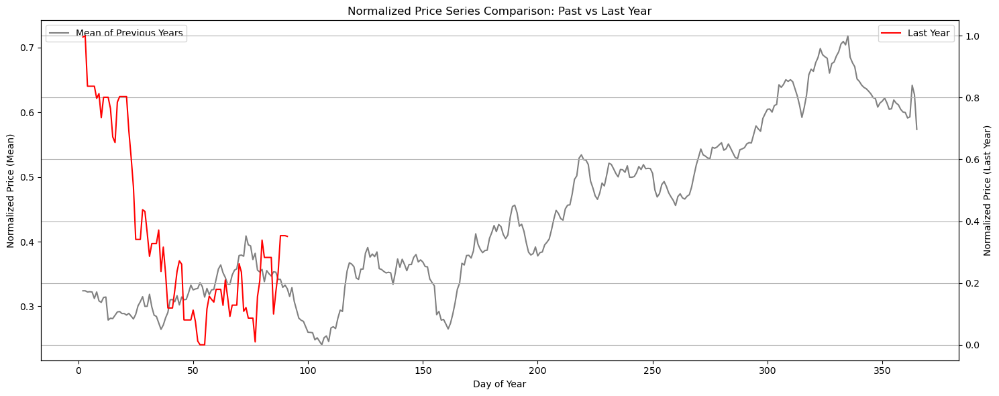 Normalized Price Series Comparison: Past vs Last Year
Mean of Previous Years
Last Year
Normalized Price (Mean)
0.7
0.6
0.5
0.4
0.3
Normalized Price (Last Year)
1.0
0.8
0.6
0.4
0.2
0.0
0 50 100 150 200 250 300 350
Day of Year